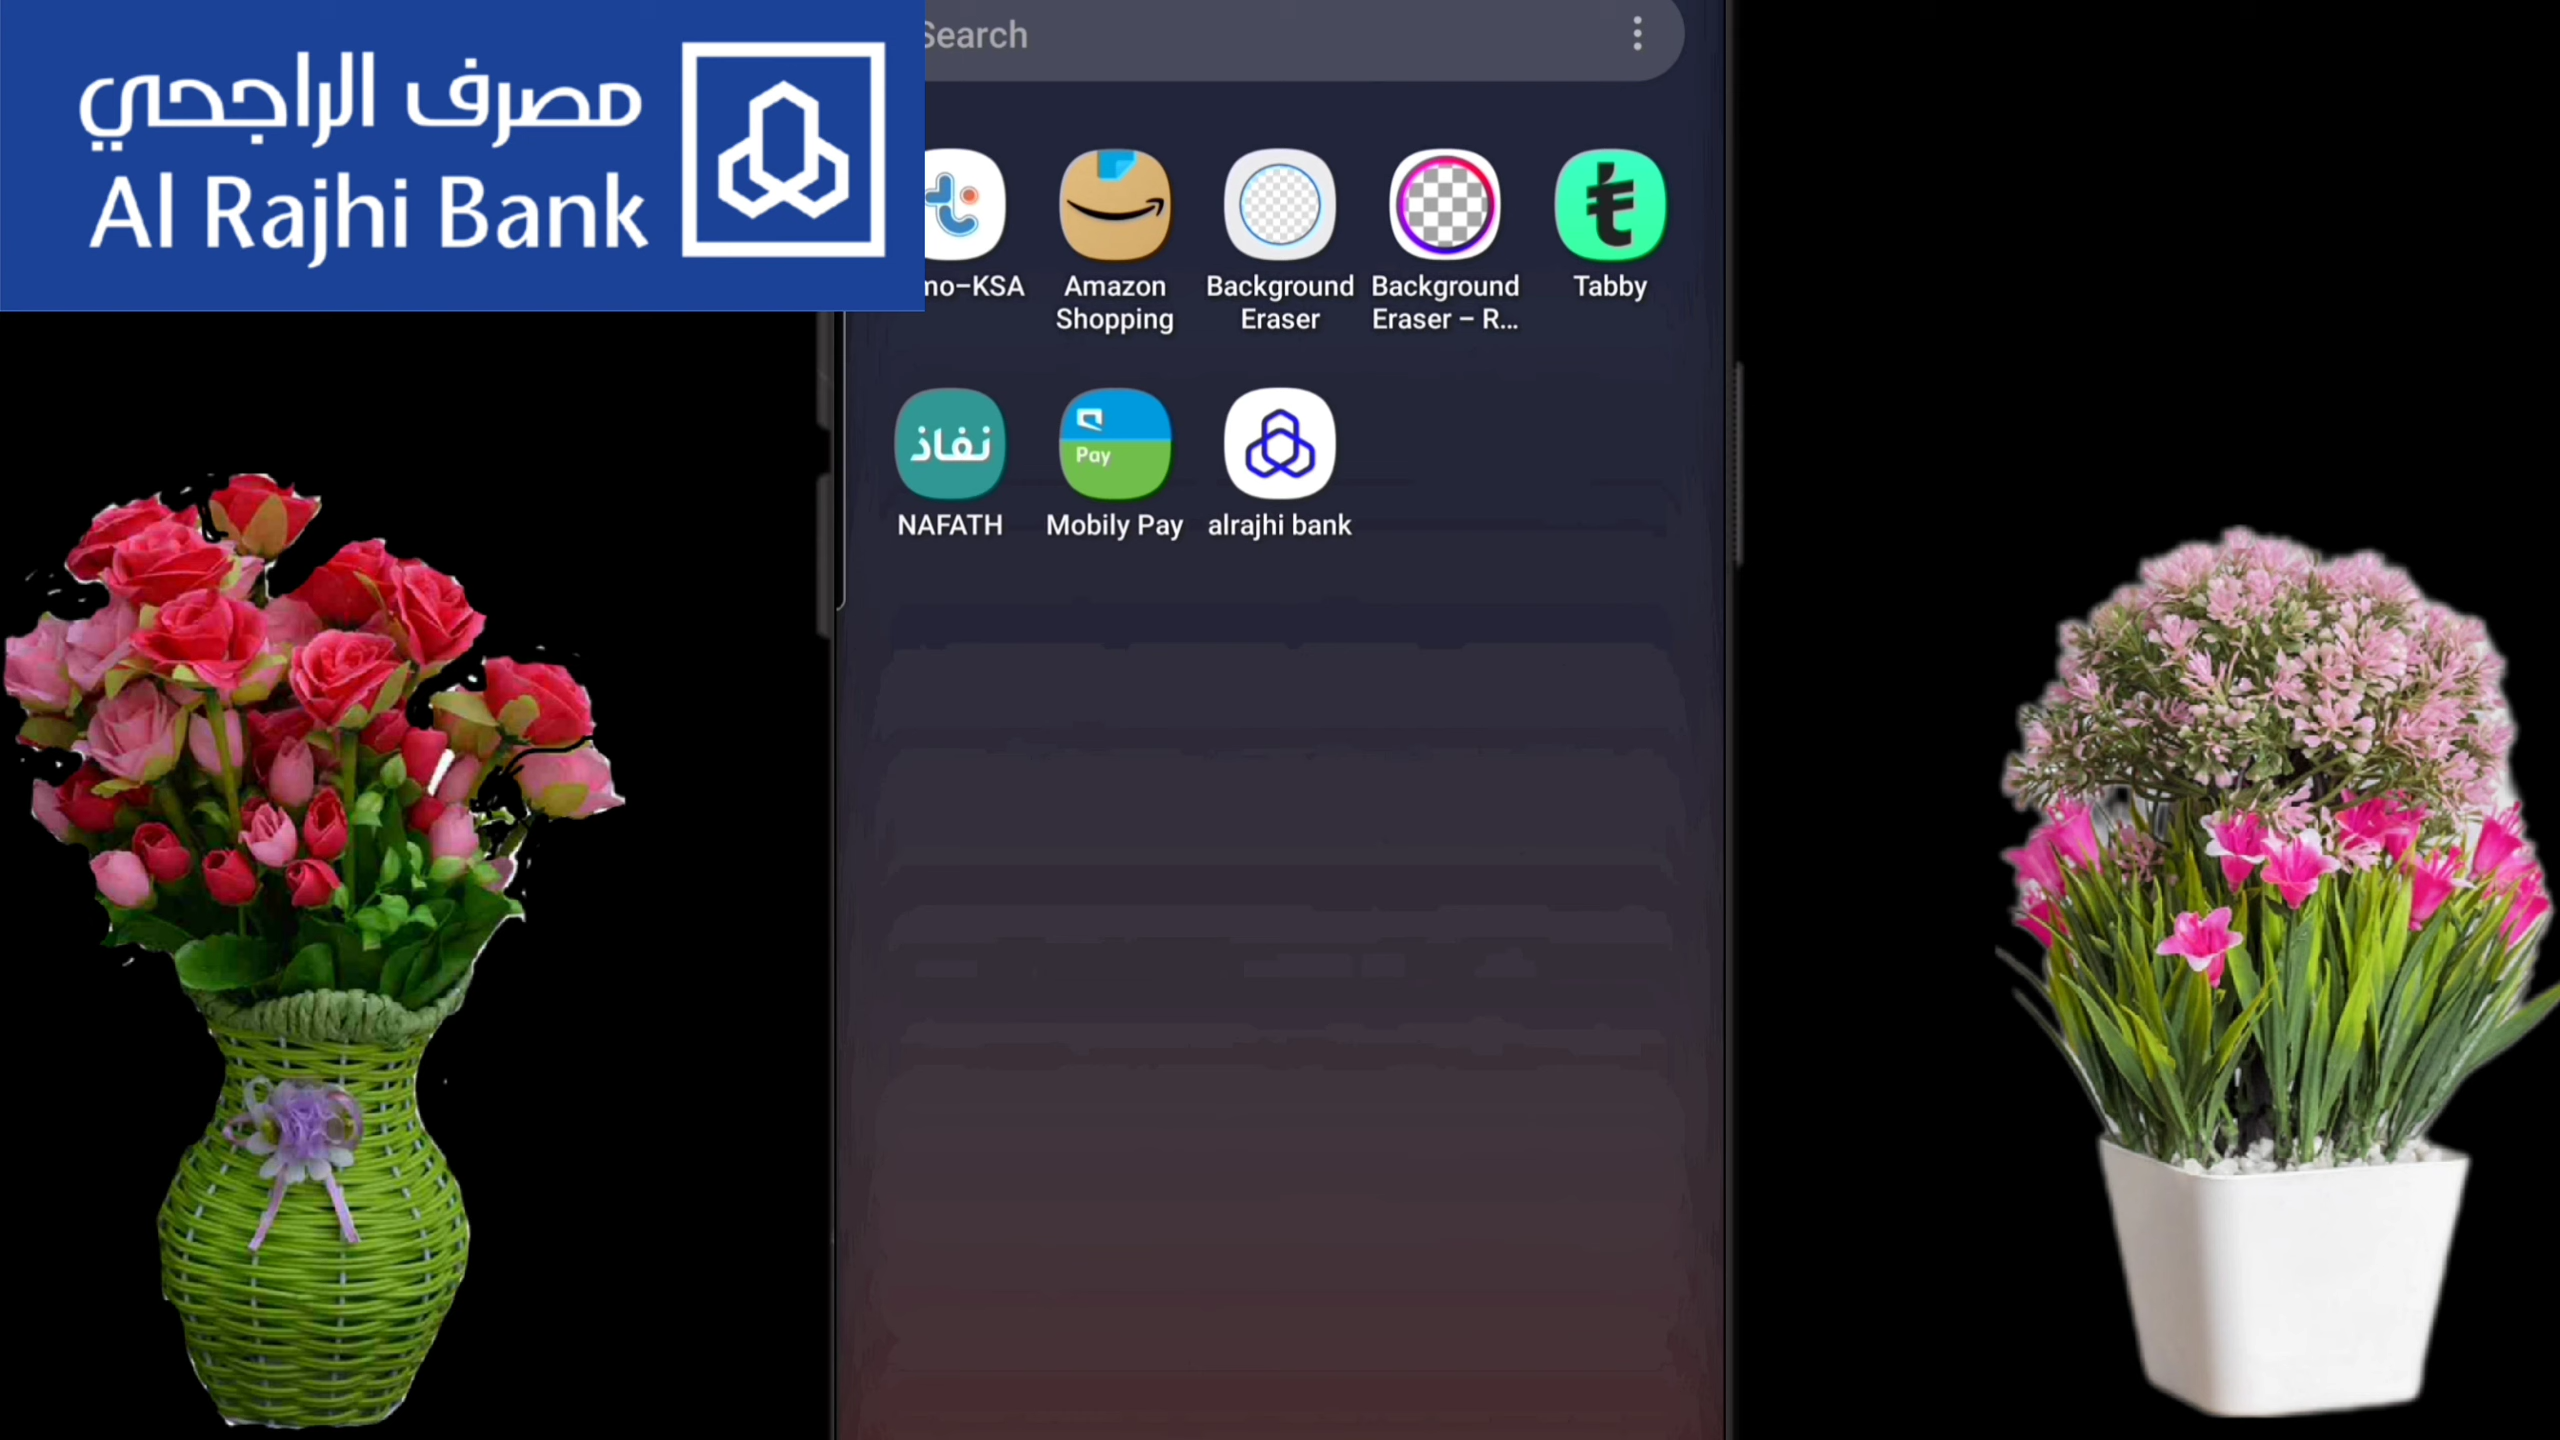 مصرف الراجحي
Al Rajhi Bank
Search
mo-KSA
Amazon Shopping
Background Eraser
Background Eraser – R...
Tabby
نفاذ
Pay
NAFATH
Mobily Pay
alrajhi bank